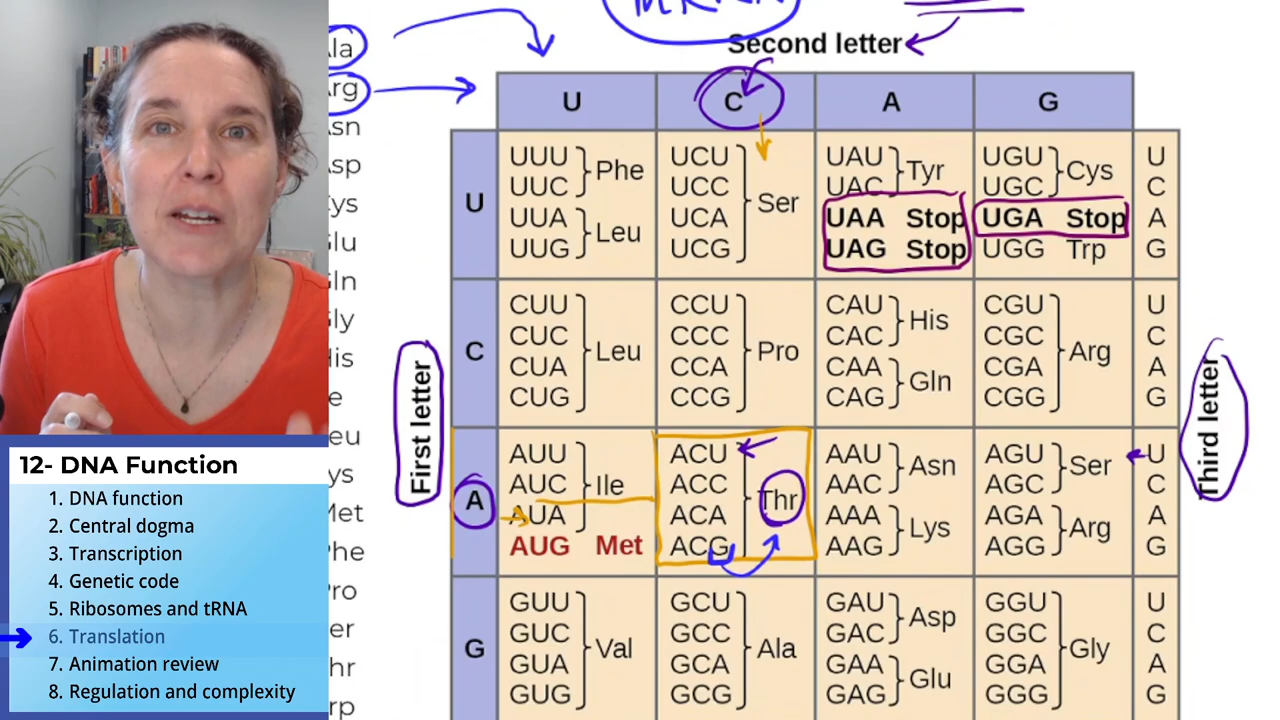 mRNA
Second letter
U C A G
First letter
Third letter
U
UUU
UUC
Phe
UUA
UUG
Leu
UCU
UCC
UCA
UCG
Ser
UAU
UAC
Tyr
UAA Stop
UAG Stop
UGU
UGC
Cys
UGA Stop
UGG Trp
U
C
A
G
C
CUU
CUC
CUA
CUG
Leu
CCU
CCC
CCA
CCG
Pro
CAU
CAC
His
CAA
CAG
Gln
CGU
CGC
CGA
CGG
Arg
U
C
A
G
A
AUU
AUC
AUA
Ile
AUG Met
ACU
ACC
ACA
ACG
Thr
AAU
AAC
Asn
AAA
AAG
Lys
AGU
AGC
Ser
AGA
AGG
Arg
U
C
A
G
G
GUU
GUC
GUA
GUG
Val
GCU
GCC
GCA
GCG
Ala
GAU
GAC
Asp
GAA
GAG
Glu
GGU
GGC
GGA
GGG
Gly
U
C
A
G
12- DNA Function
1. DNA function
2. Central dogma
3. Transcription
4. Genetic code
5. Ribosomes and tRNA
6. Translation
7. Animation review
8. Regulation and complexity